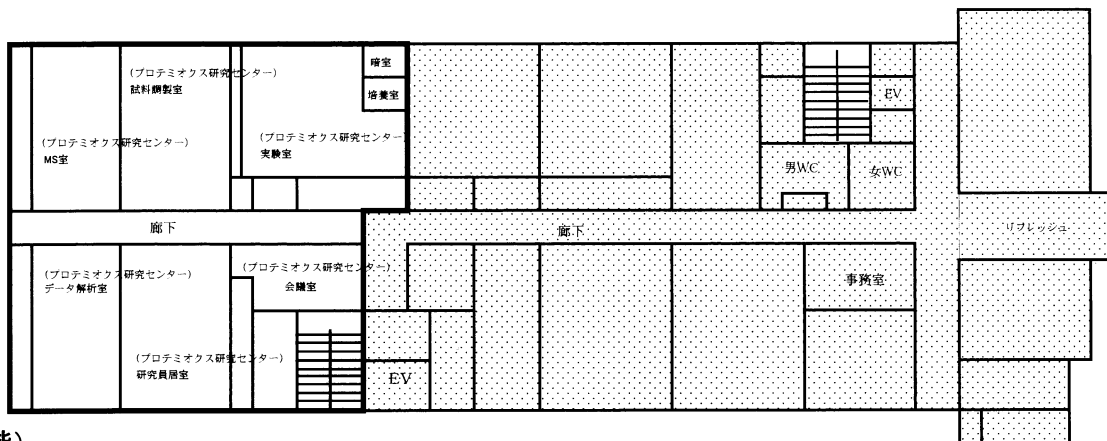 暗室
(プロテミオクス研究センター)
試料調製室
培養室
EV
(プロテミオクス研究センター)
実験室
(プロテミオクス研究センター)
MS室
男WC
女WC
廊下
廊下
リフレッシュ
(プロテミオクス研究センター)
データ解析室
(プロテミオクス研究センター)
会議室
事務室
(プロテミオクス研究センター)
研究員居室
EV